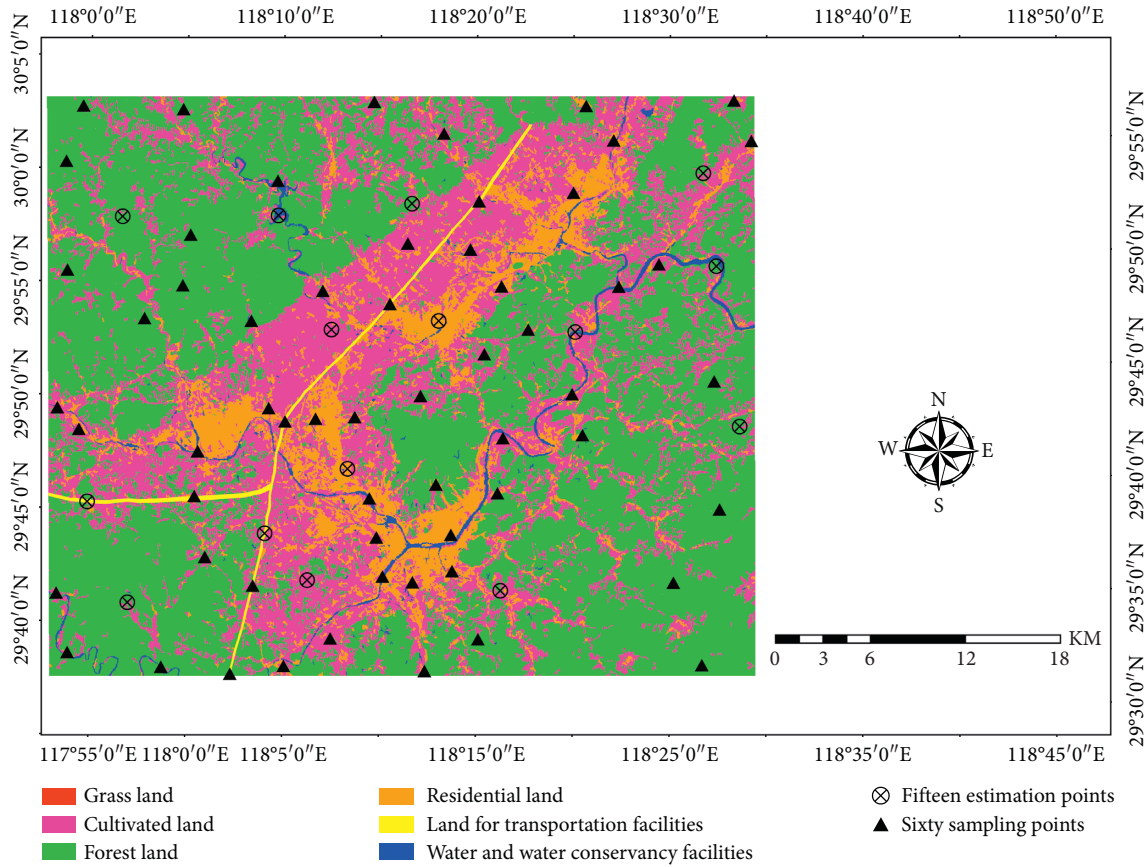 118°0′0″E 118°10′0″E 118°20′0″E 118°30′0″E 118°40′0″E 118°50′0″E
30°5′0″N
30°0′0″N
29°55′0″N
29°50′0″N
29°45′0″N
29°40′0″N
29°55′0″N
29°50′0″N
29°45′0″N
29°40′0″N
29°35′0″N
29°30′0″N
N
W E
S
KM
0 3 6 12 18
117°55′0″E 118°0′0″E 118°5′0″E 118°15′0″E 118°25′0″E 118°35′0″E 118°45′0″E
Grass land
Cultivated land
Forest land
Residential land
Land for transportation facilities
Water and water conservancy facilities
Fifteen estimation points
Sixty sampling points